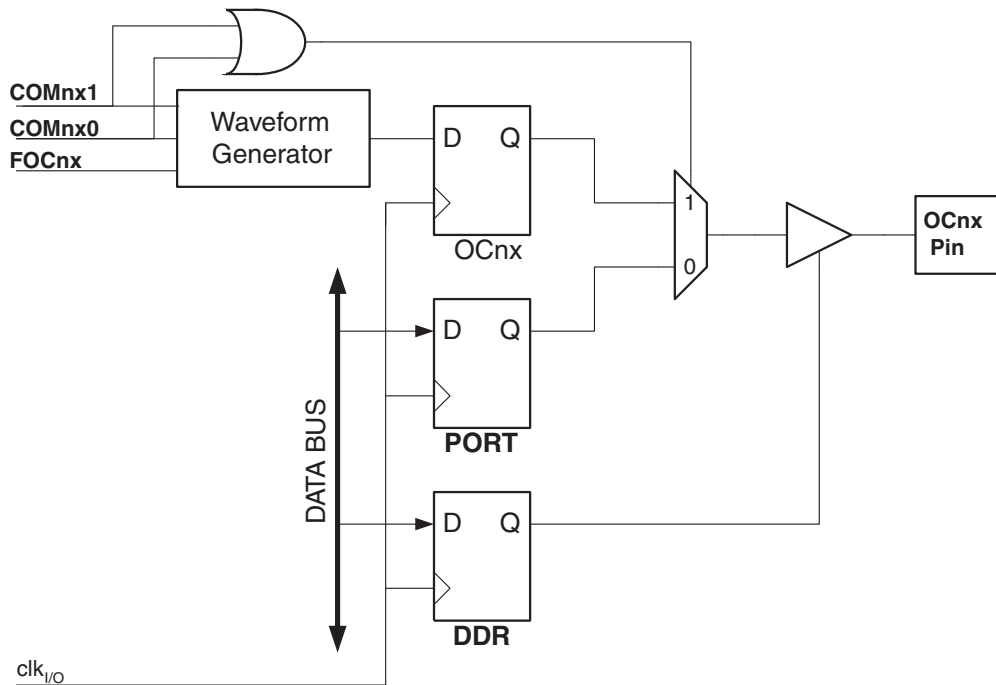 COMnx1
COMnx0
FOCnx
Waveform
Generator
D Q
OCnx
1
0
OCnx
Pin
D Q
PORT
DATA BUS
D Q
DDR
clkI/O